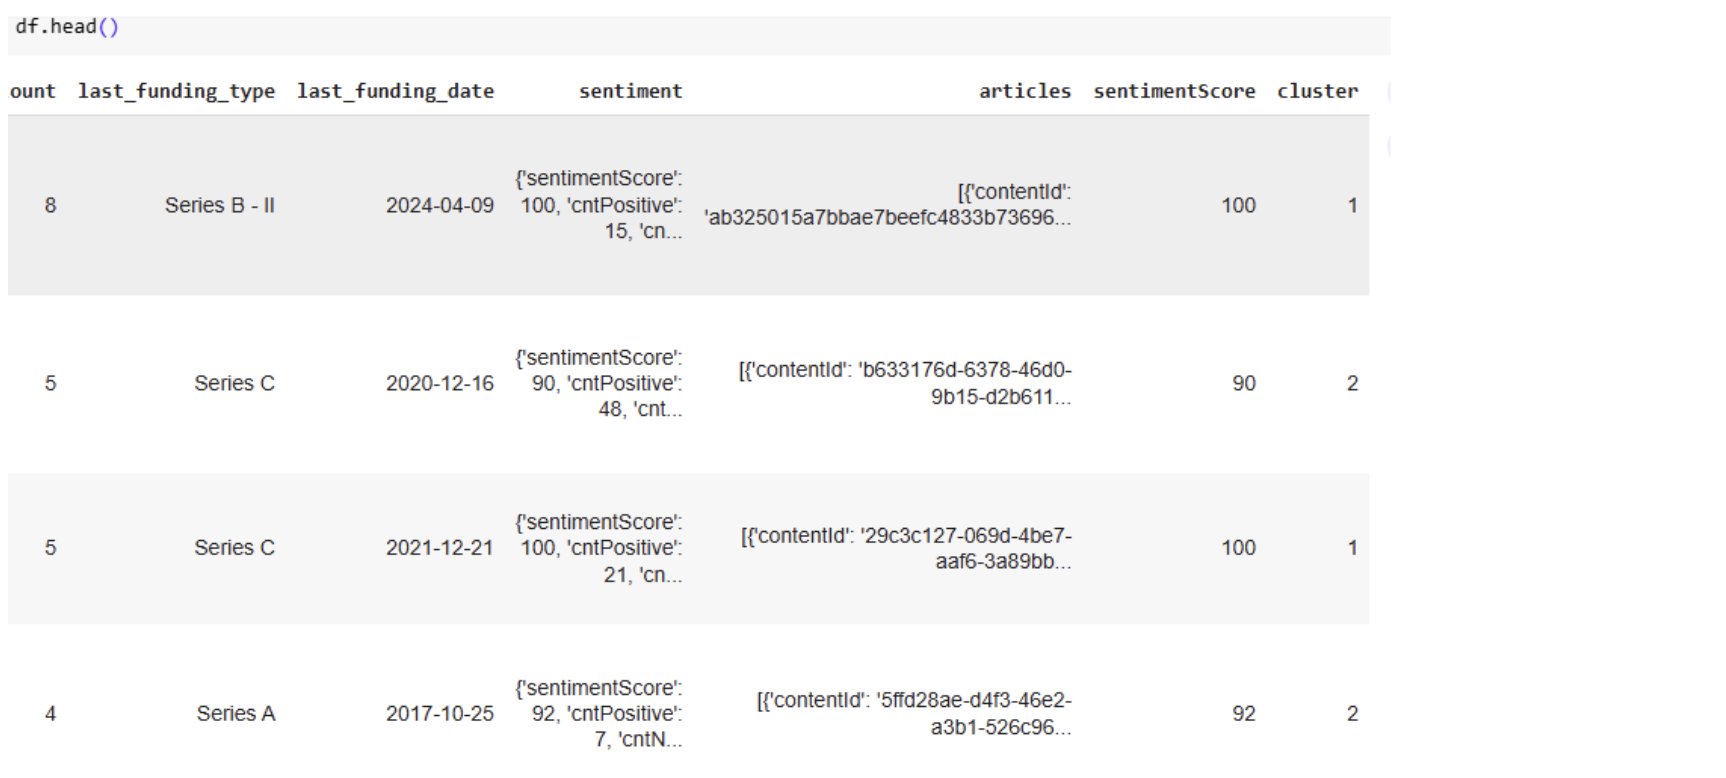 df.head()
ount last_funding_type last_funding_date sentiment articles sentimentScore cluster
{'sentimentScore':
8 Series B - II 2024-04-09 100, 'cntPositive': [{'contentId': 'ab325015a7bbae7beefc4833b73696... 100 1
15, 'cn...
{'sentimentScore':
5 Series C 2020-12-16 90, 'cntPositive': [{'contentId': 'b633176d-6378-46d0-9b15-d2b611... 90 2
48, 'cnt...
{'sentimentScore':
5 Series C 2021-12-21 100, 'cntPositive': [{'contentId': '29c3c127-069d-4be7-aaf6-3a89bb... 100 1
21, 'cn...
{'sentimentScore':
4 Series A 2017-10-25 92, 'cntPositive': [{'contentId': '5ffd28ae-d4f3-46e2-a3b1-526c96... 92 2
7, 'cntN...